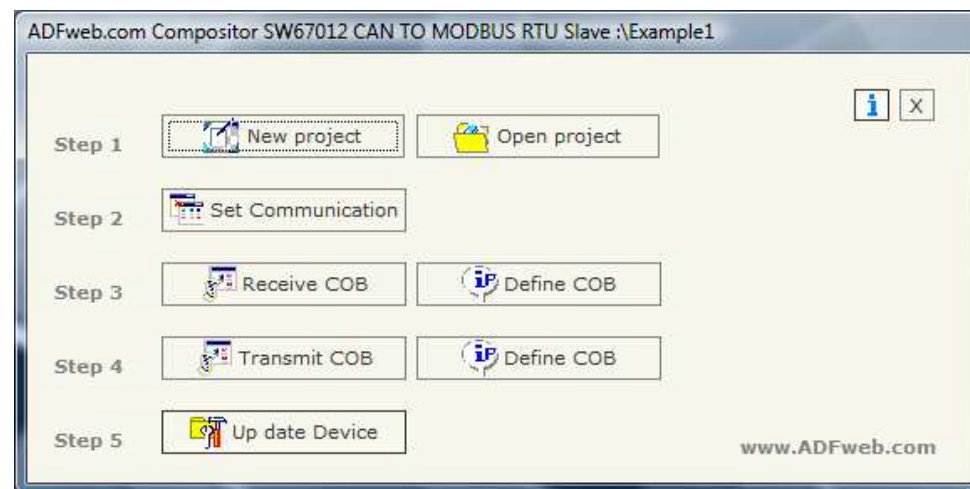 ADFweb.com Compositor SW67012 CAN TO MODBUS RTU Slave :\Example1
i X
Step 1 New project Open project
Step 2 Set Communication
Step 3 Receive COB iP Define COB
Step 4 Transmit COB iP Define COB
Step 5 Up date Device
www.ADFweb.com